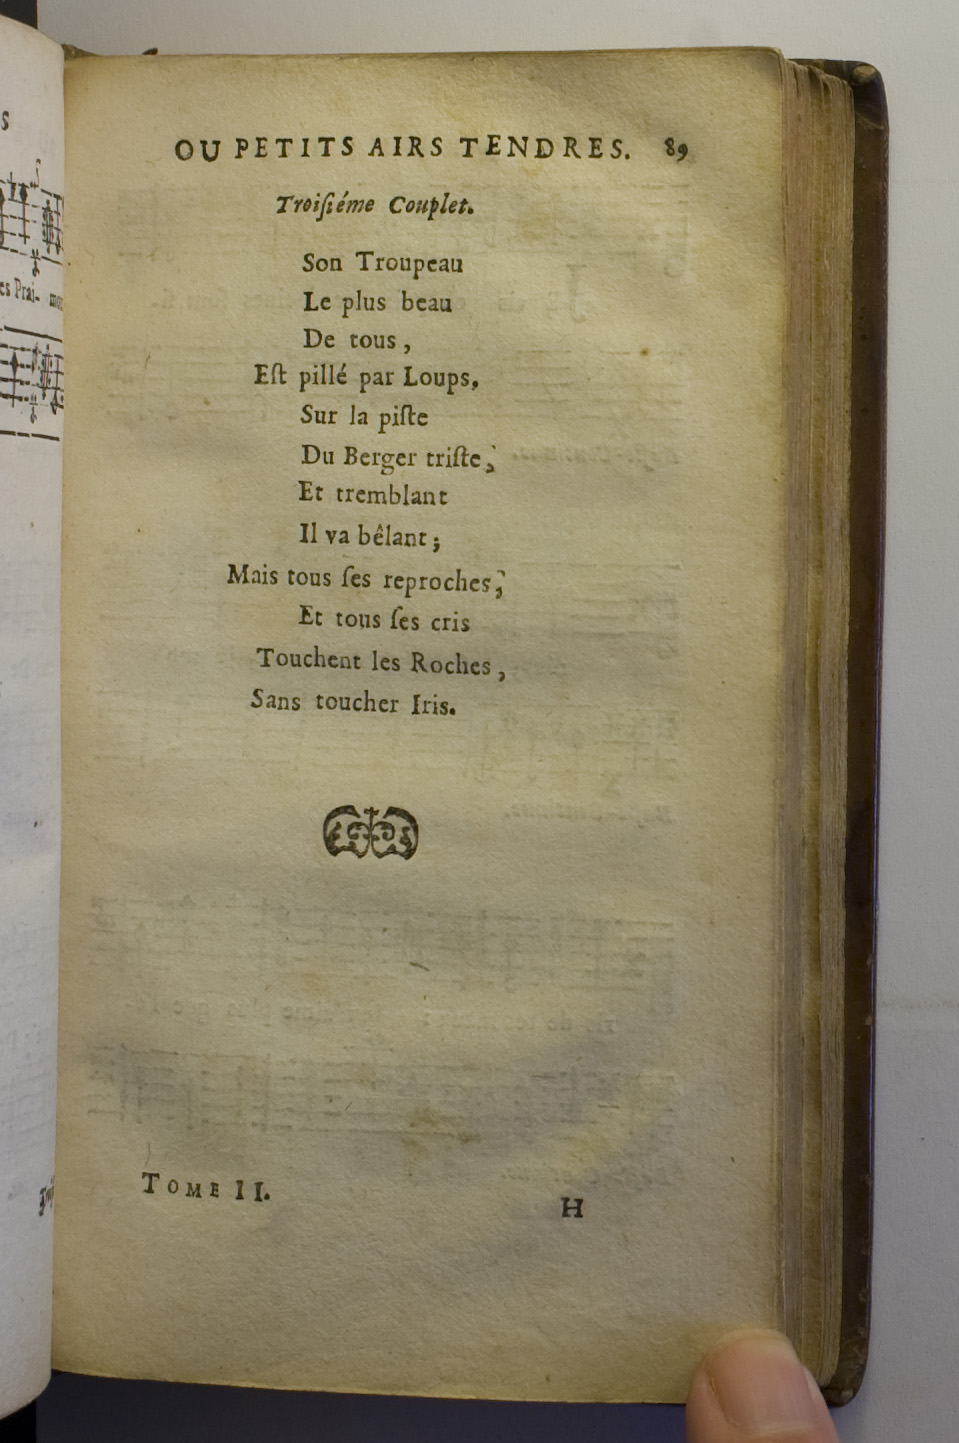 OU PETITS AIRS TENDRES. 89
Troiſiéme Couplet.
Son Troupeau
Le plus beau
De tous,
Eſt pillé par Loups,
Sur la piſte
Du Berger triſte,
Et tremblant
Il va bêlant;
Mais tous ſes reproches,
Et tous ſes cris
Touchent les Roches,
Sans toucher Iris.
TOME II.
H